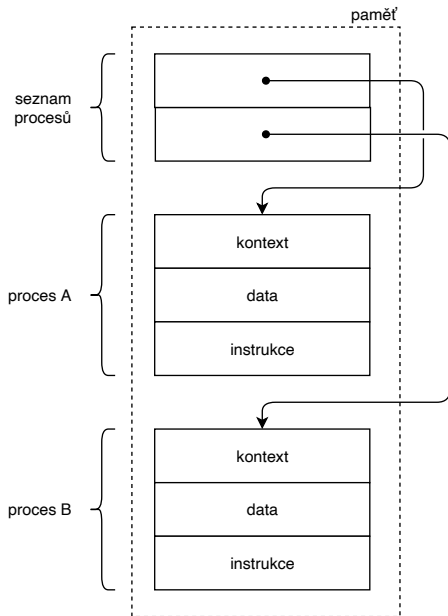 paměť
seznam
procesů
proces A
kontext
data
instrukce
proces B
kontext
data
instrukce